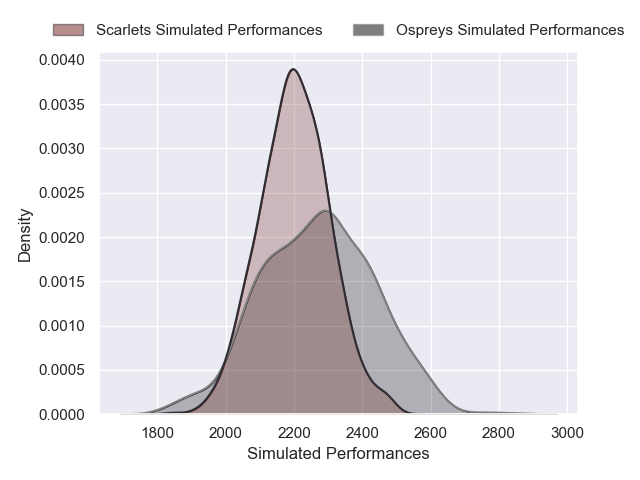 Scarlets Simulated Performances Ospreys Simulated Performances
0.0040
0.0035
0.0030
0.0025
0.0020
0.0015
0.0010
0.0005
0.0000
Density
1800 2000 2200 2400 2600 2800 3000
Simulated Performances